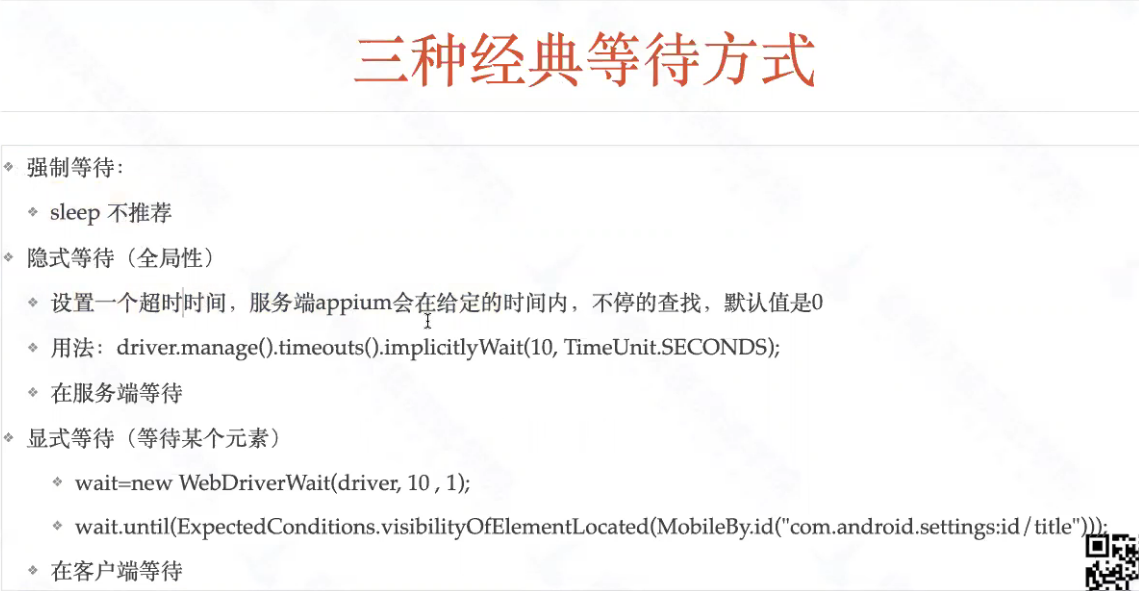 三种经典等待方式
强制等待：
sleep 不推荐
隐式等待（全局性）
设置一个超时时间，服务端appium会在给定的时间内，不停的查找，默认值是0
用法：driver.manage().timeouts().implicitlyWait(10, TimeUnit.SECONDS);
在服务端等待
显式等待（等待某个元素）
wait=new WebDriverWait(driver, 10 , 1);
wait.until(ExpectedConditions.visibilityOfElementLocated(MobileBy.id("com.android.settings:id/title")));
在客户端等待